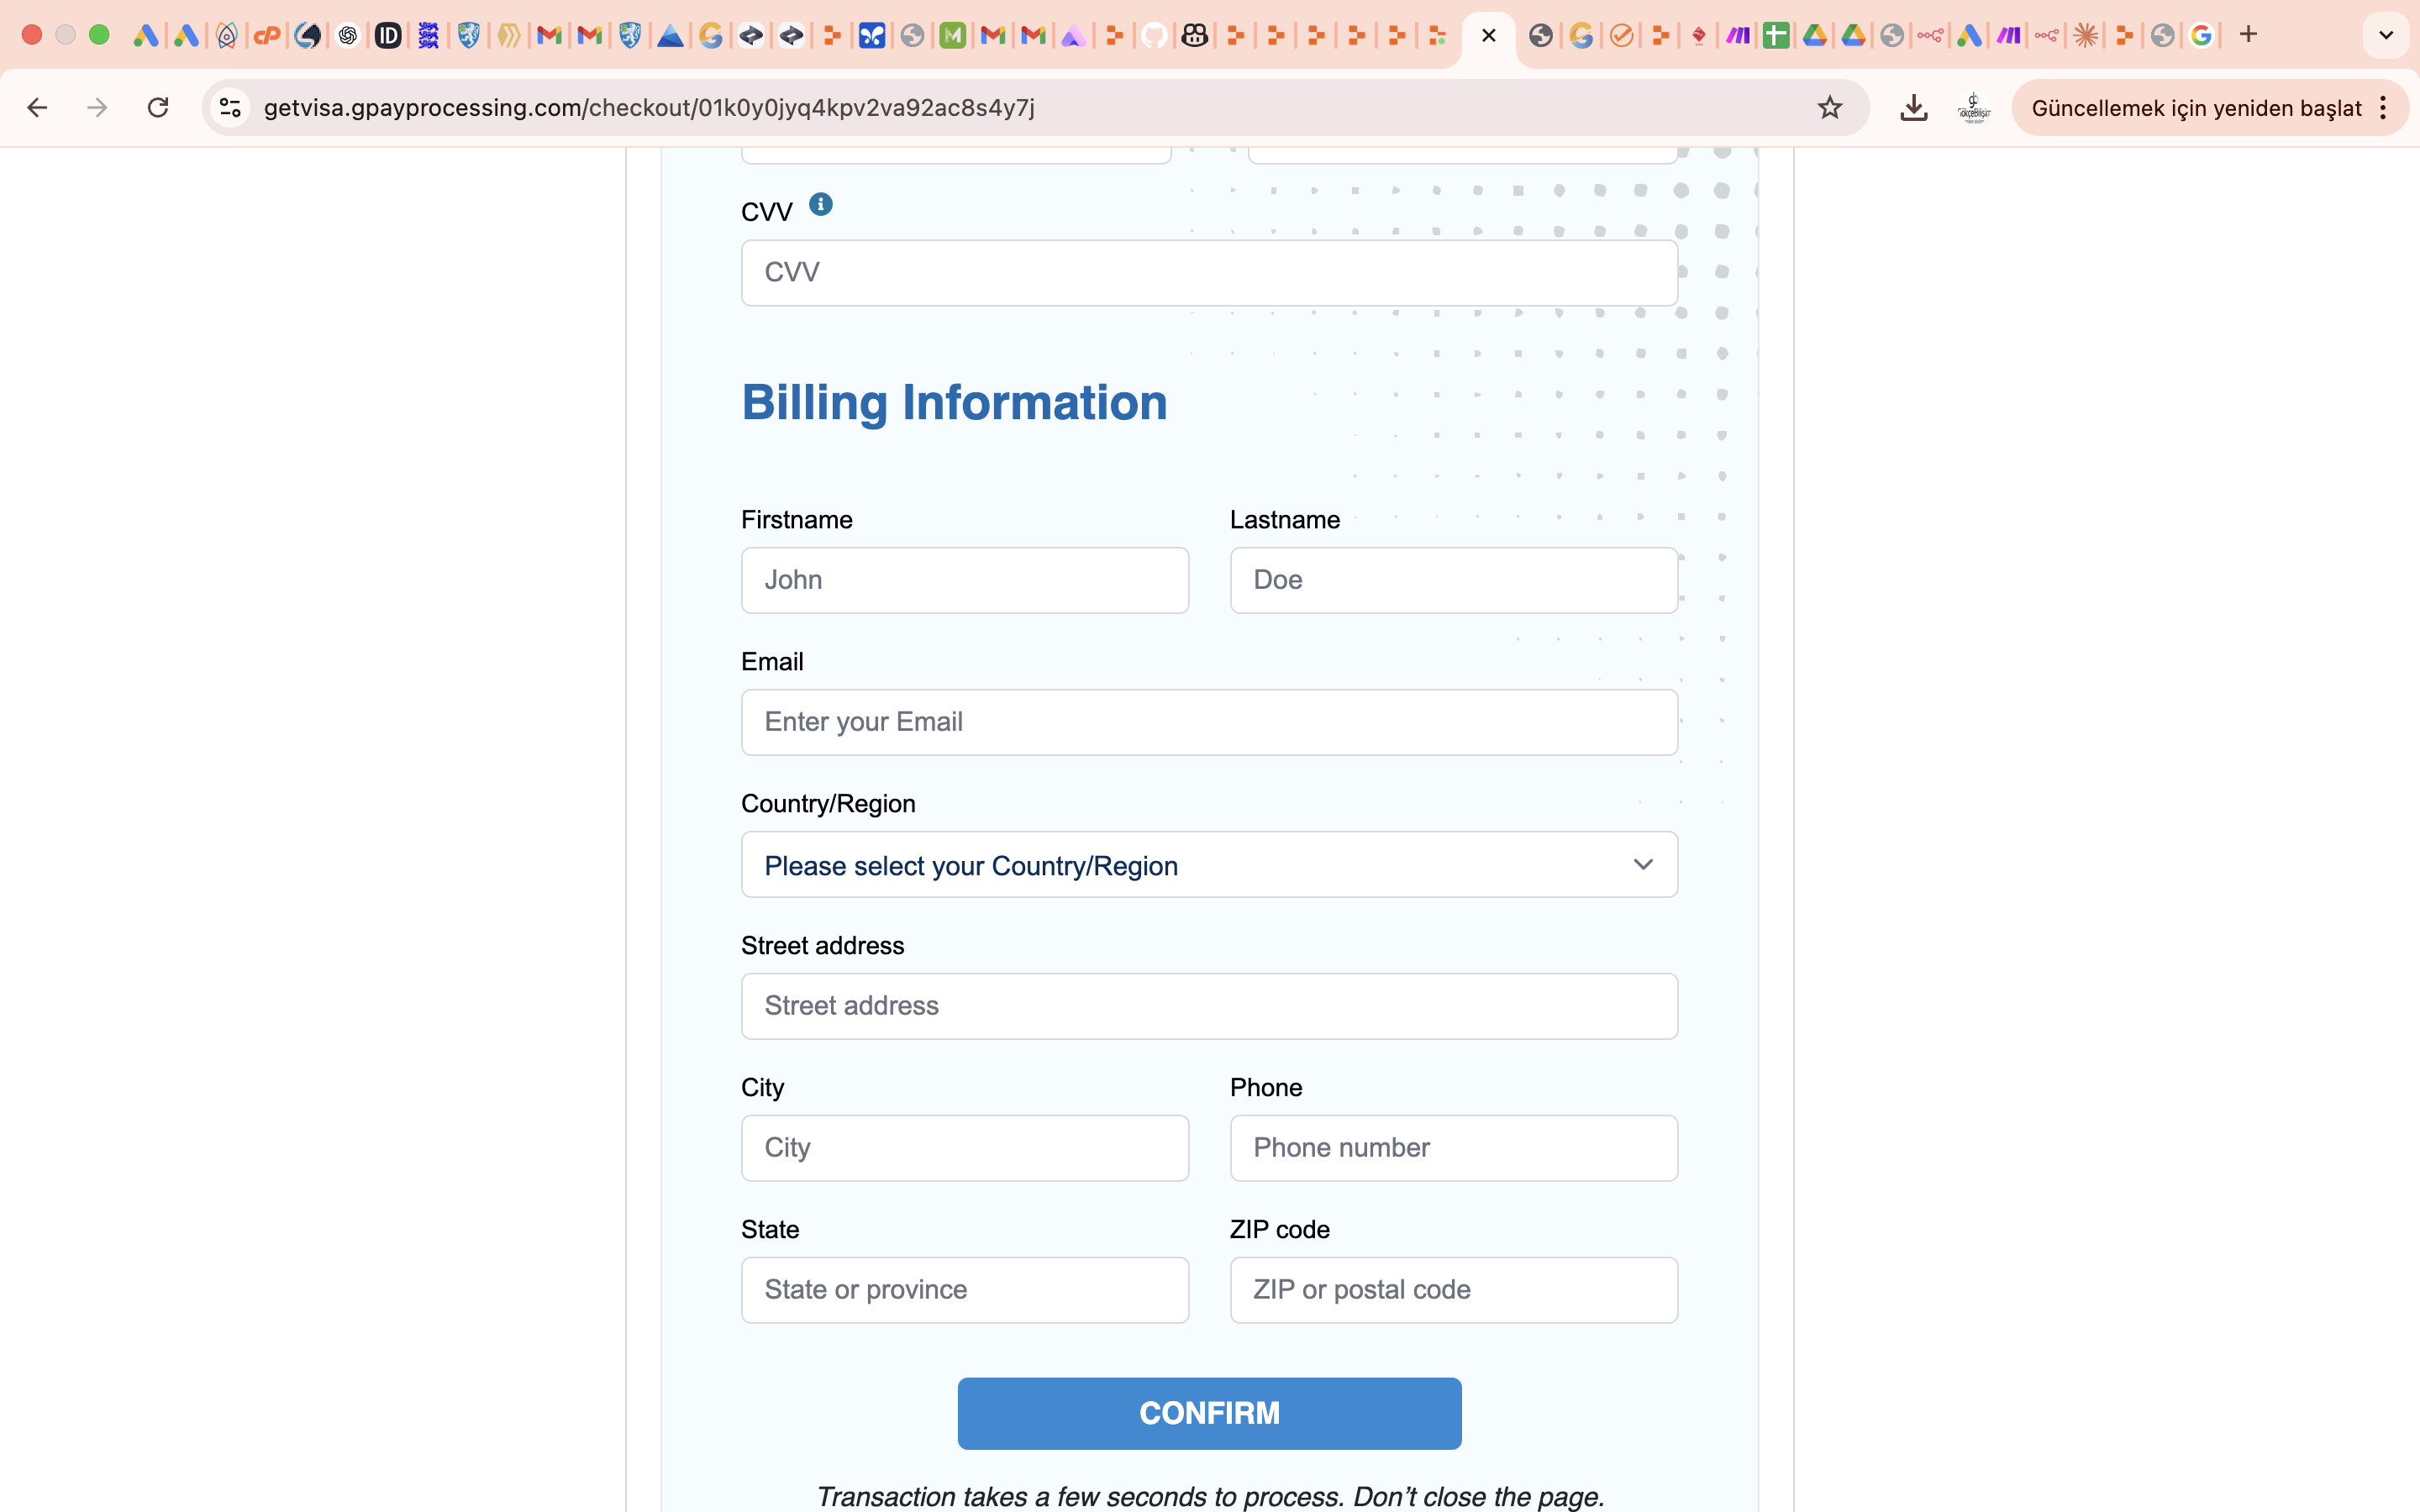 getvisa.gpayprocessing.com/checkout/01k0y0jyq4kpv2va92ac8s4y7j
Güncellemek için yeniden başlat
CVV
CVV
Billing Information
Firstname
Lastname
John
Doe
Email
Enter your Email
Country/Region
Please select your Country/Region
Street address
Street address
City
Phone
City
Phone number
State
ZIP code
State or province
ZIP or postal code
CONFIRM
Transaction takes a few seconds to process. Don't close the page.